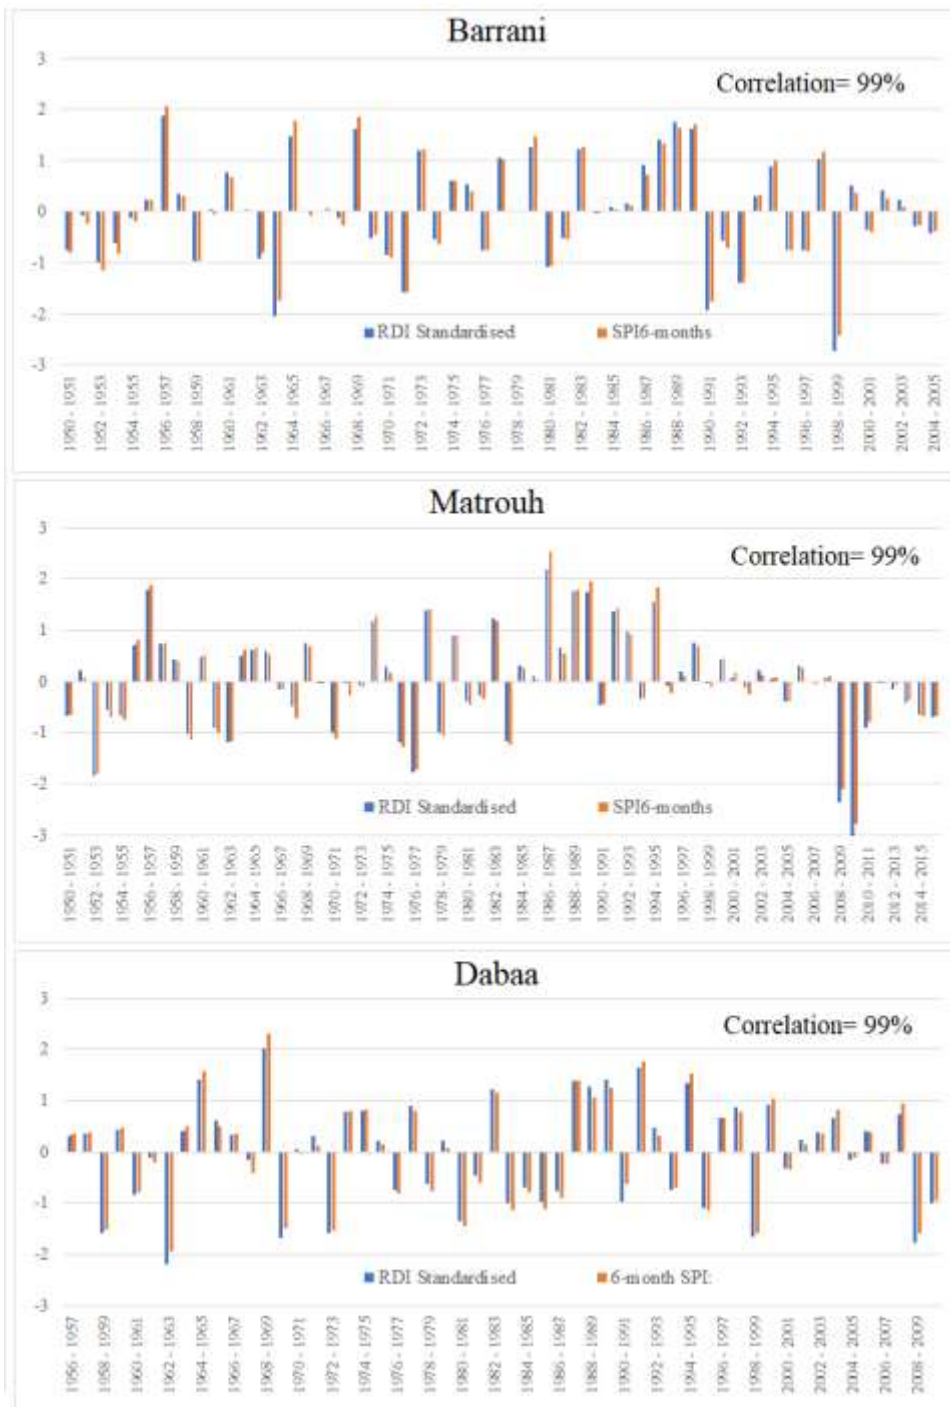 Barrani
Correlation= 99%
3
2
1
0
-1
-2
-3
RDI Standardised SPI6-months
1950 - 1951
1952 - 1953
1954 - 1955
1956 - 1957
1958 - 1959
1960 - 1961
1962 - 1963
1964 - 1965
1966 - 1967
1968 - 1969
1970 - 1971
1972 - 1973
1974 - 1975
1976 - 1977
1978 - 1979
1980 - 1981
1982 - 1983
1984 - 1985
1986 - 1987
1988 - 1989
1990 - 1991
1992 - 1993
1994 - 1995
1996 - 1997
1998 - 1999
2000 - 2001
2002 - 2003
2004 - 2005
Matrouh
Correlation= 99%
3
2
1
0
-1
-2
-3
RDI Standardised SPI6-months
1950 - 1951
1952 - 1953
1954 - 1955
1956 - 1957
1958 - 1959
1960 - 1961
1962 - 1963
1964 - 1965
1966 - 1967
1968 - 1969
1970 - 1971
1972 - 1973
1974 - 1975
1976 - 1977
1978 - 1979
1980 - 1981
1982 - 1983
1984 - 1985
1986 - 1987
1988 - 1989
1990 - 1991
1992 - 1993
1994 - 1995
1996 - 1997
1998 - 1999
2000 - 2001
2002 - 2003
2004 - 2005
2006 - 2007
2008 - 2009
2010 - 2011
2012 - 2013
2014 - 2015
Dabaa
Correlation= 99%
3
2
1
0
-1
-2
-3
RDI Standardised 6-month SPI:
1956 - 1957
1958 - 1959
1960 - 1961
1962 - 1963
1964 - 1965
1966 - 1967
1968 - 1969
1970 - 1971
1972 - 1973
1974 - 1975
1976 - 1977
1978 - 1979
1980 - 1981
1982 - 1983
1984 - 1985
1986 - 1987
1988 - 1989
1990 - 1991
1992 - 1993
1994 - 1995
1996 - 1997
1998 - 1999
2000 - 2001
2002 - 2003
2004 - 2005
2006 - 2007
2008 - 2009